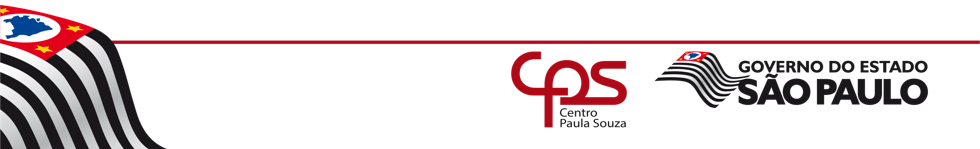 cps
Centro
Paula Souza
GOVERNO DO ESTADO
SÃO PAULO